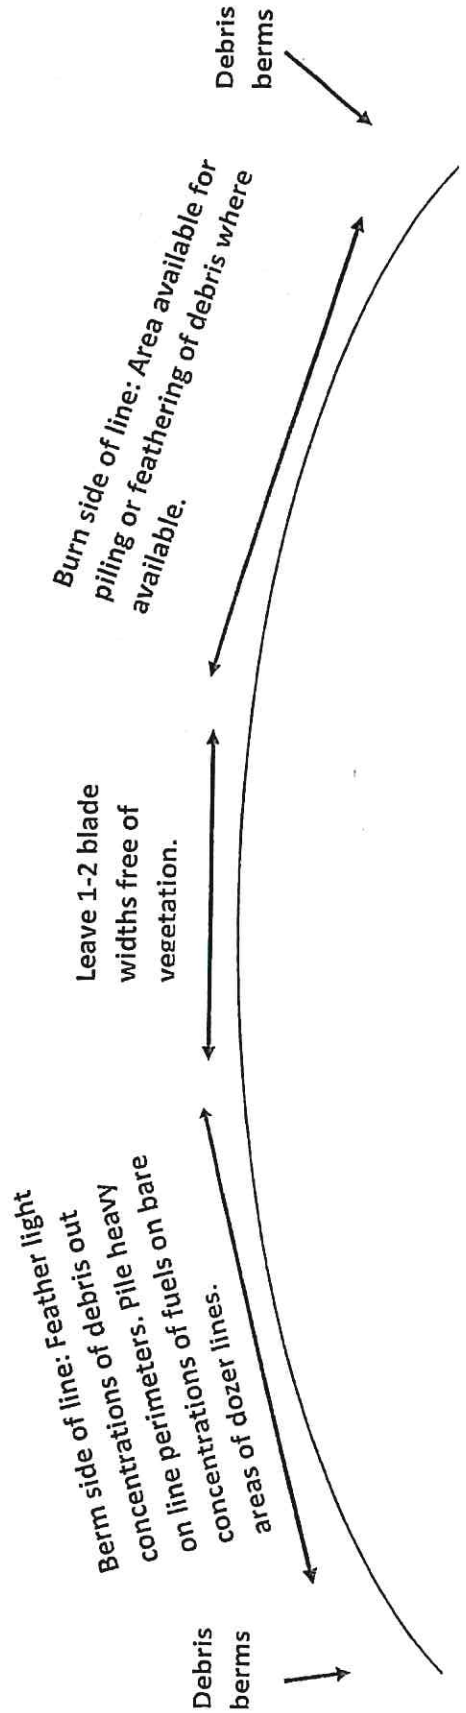 Debris
berms
Berm side of line: Feather light
concentrations of debris out
on line perimeters. Pile heavy
concentrations of fuels on bare
areas of dozer lines.
Leave 1-2 blade
widths free of
vegetation.
Burn side of line: Area available for
piling or feathering of debris where
available.
Debris
berms